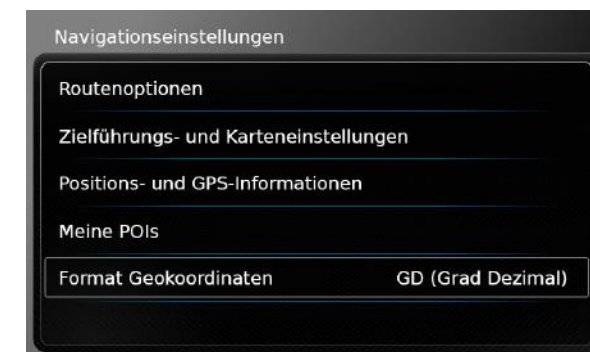 Navigationseinstellungen
Routenoptionen
Zielführungs- und Karteneinstellungen
Positions- und GPS-Informationen
Meine POIs
Format Geokoordinaten GD (Grad Dezimal)